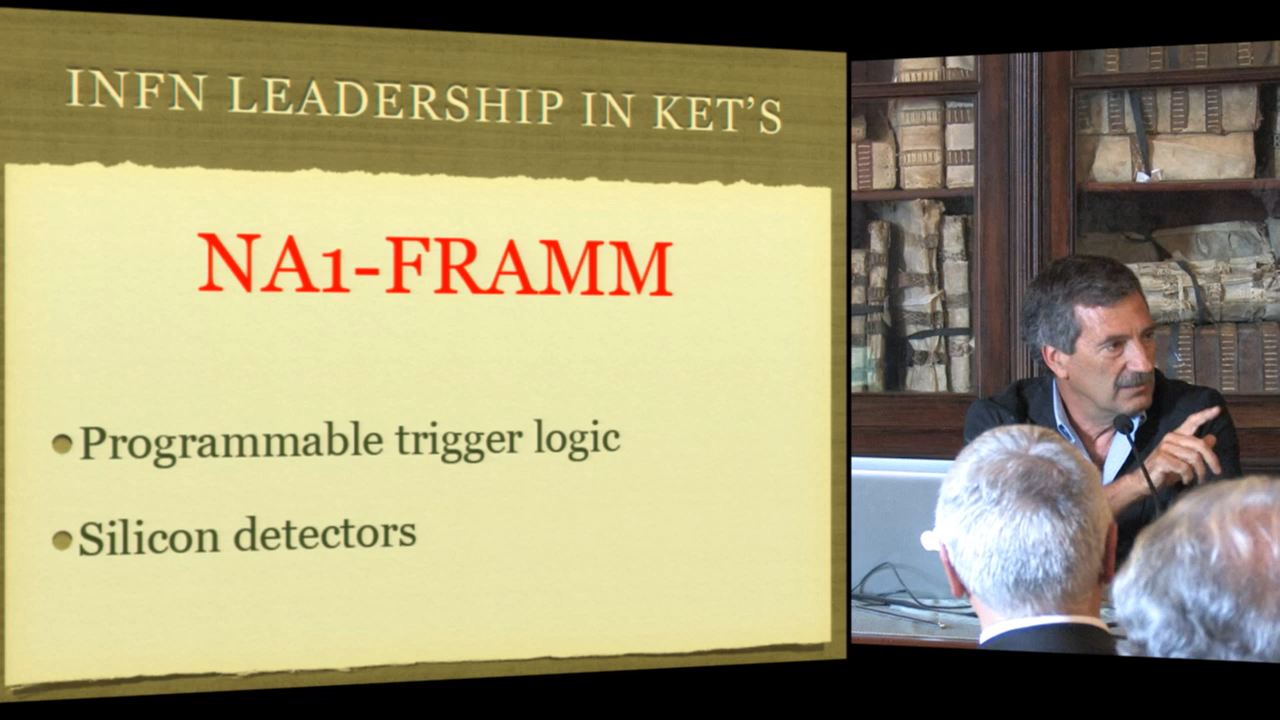 INFN LEADERSHIP IN KET’S
NA1-FRAMM
Programmable trigger logic
Silicon detectors